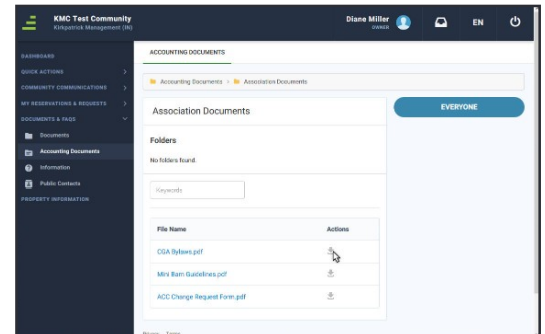 KMC Test Community
Kirkpatrick Management (IN)
Diane Miller
OWNER
EN
DASHBOARD
QUICK ACTIONS
COMMUNITY COMMUNICATIONS
MY RESERVATIONS & REQUESTS
DOCUMENTS & FAQS
Documents
Accounting Documents
Information
Public Contacts
PROPERTY INFORMATION
ACCOUNTING DOCUMENTS
Accounting Documents > Association Documents
Association Documents
EVERYONE
Folders
No folders found.
Keywords
File Name Actions
CGA Bylaws.pdf
Mini Barn Guidelines.pdf
ACC Change Request Form.pdf
Privacy Terms